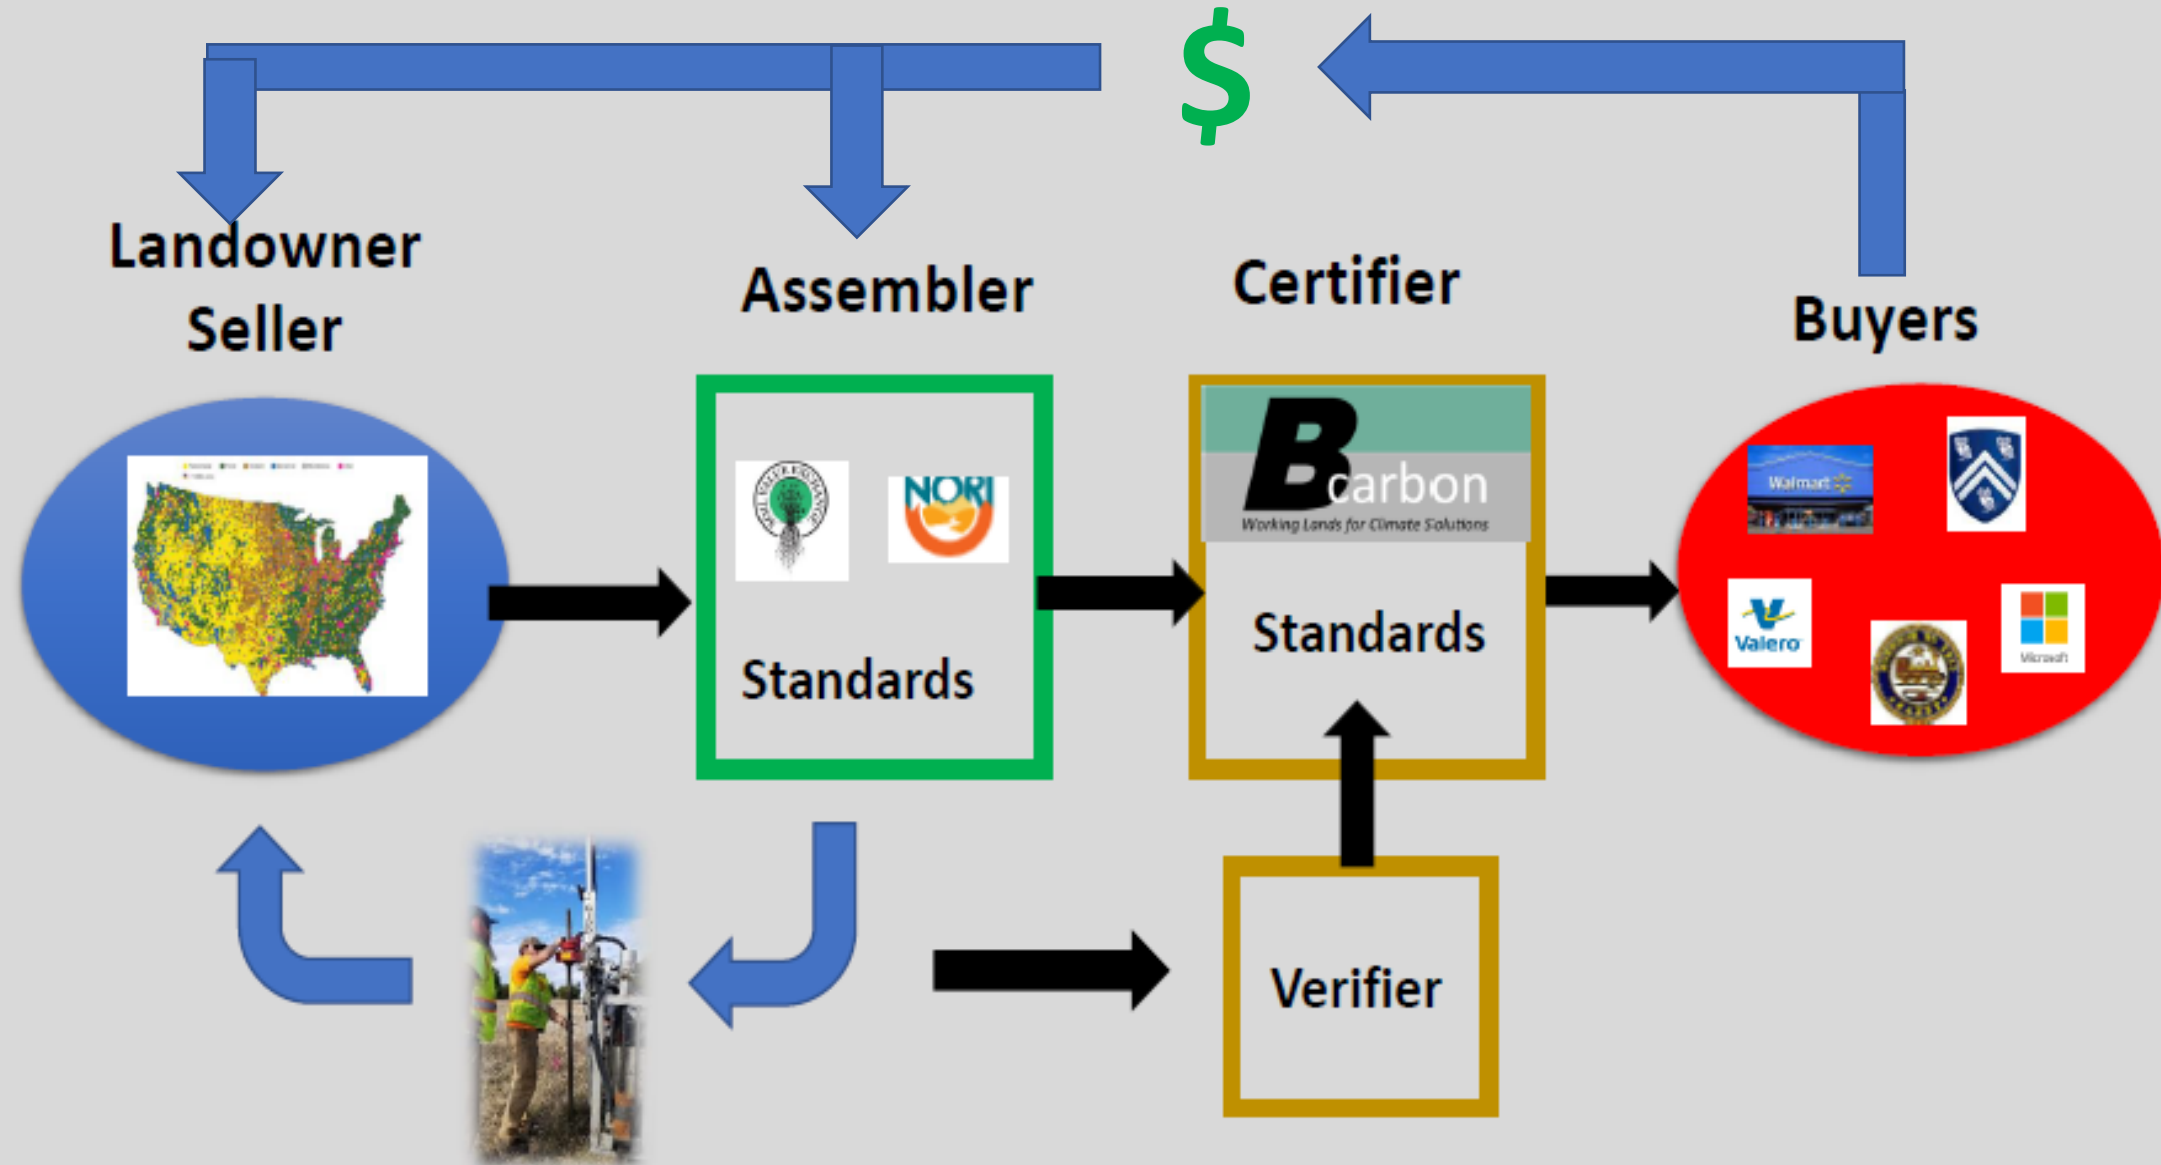 $
Landowner
Seller
Assembler
Certifier
Buyers
NORI
Standards
B
carbon
Working Lands for Climate Solutions
Standards
Walmart
Valero
Microsoft
Verifier